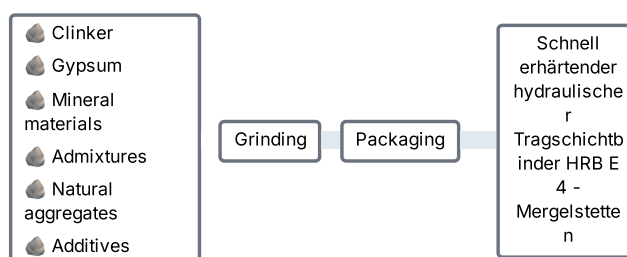 Clinker
Gypsum
Mineral
materials
Admixtures
Natural
aggregates
Additives
Grinding
Packaging
Schnell
erhärtender
hydraulische
r
Tragschichtb
inder HRB E
4 -
Mergelstette
n